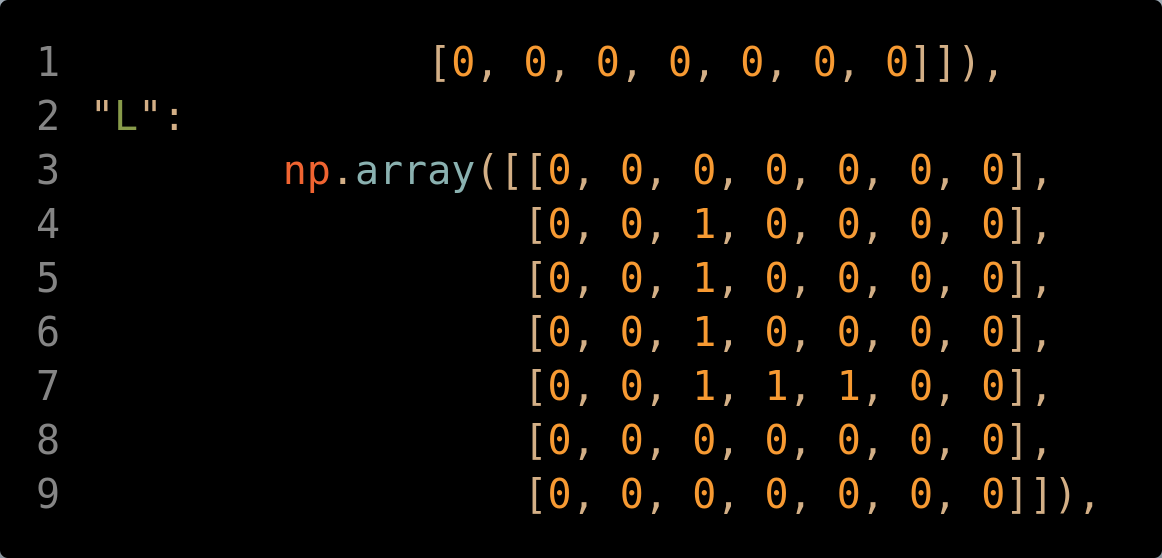 1                [0, 0, 0, 0, 0, 0, 0]]),
2 "L":
3         np.array([[0, 0, 0, 0, 0, 0, 0],
4                   [0, 0, 1, 0, 0, 0, 0],
5                   [0, 0, 1, 0, 0, 0, 0],
6                   [0, 0, 1, 0, 0, 0, 0],
7                   [0, 0, 1, 1, 1, 0, 0],
8                   [0, 0, 0, 0, 0, 0, 0],
9                   [0, 0, 0, 0, 0, 0, 0]]),